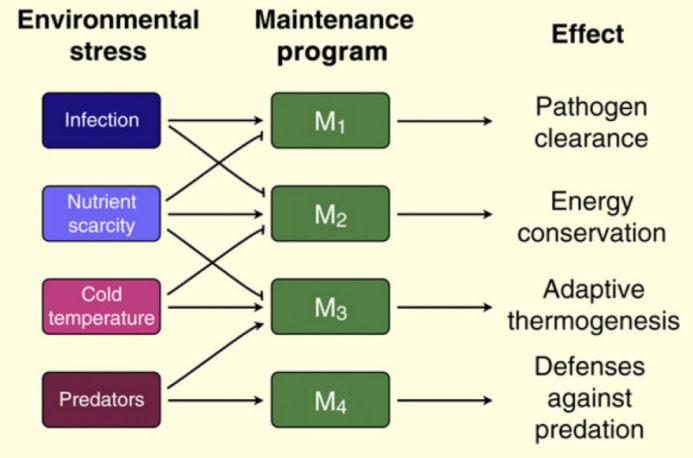 Environmental
stress
Maintenance
program
Effect
Infection
M₁
Pathogen
clearance
Nutrient
scarcity
M₂
Energy
conservation
Cold
temperature
M₃
Adaptive
thermogenesis
Predators
M₄
Defenses
against
predation